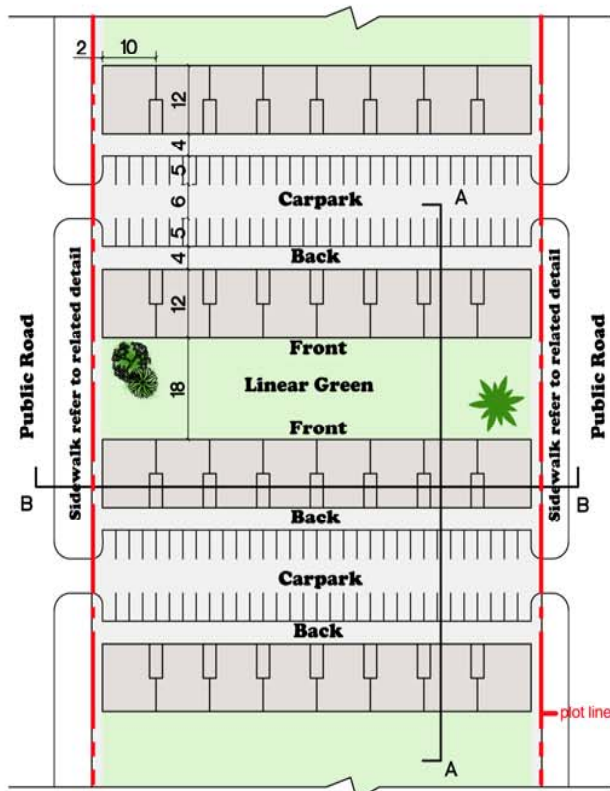 2
10
12
4
5
Carpark
6
A
5
Back
4
12
Front
Linear Green
18
Front
Public Road
Sidewalk refer to related detail
Sidewalk refer to related detail
Public Road
B
B
Back
Carpark
Back
plot line
A